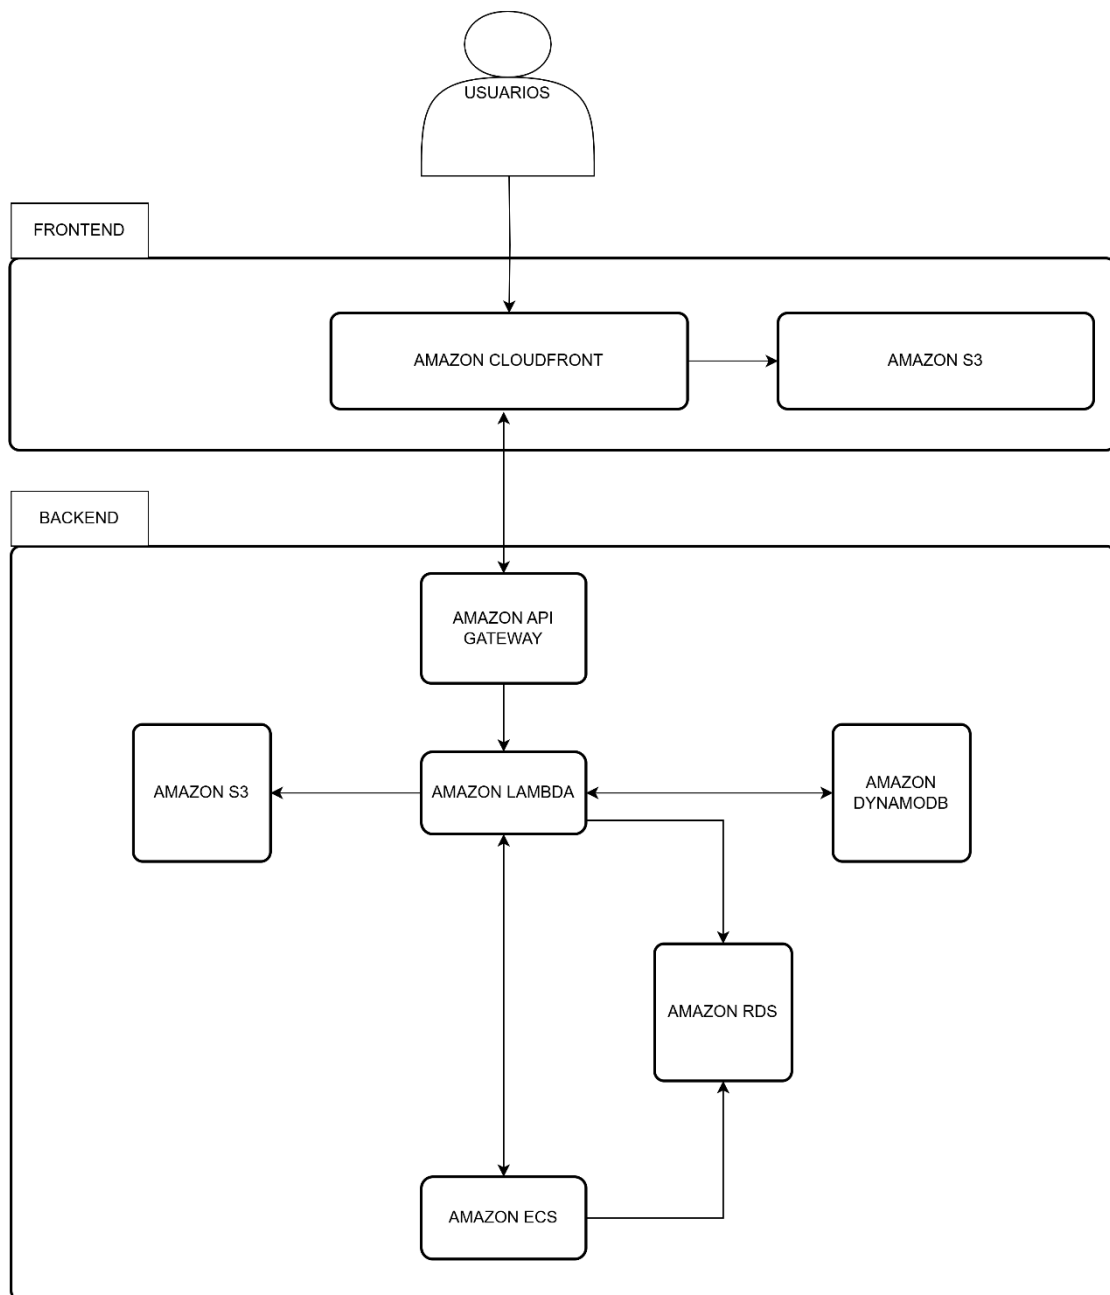 USUARIOS
FRONTEND
AMAZON CLOUDFRONT
AMAZON S3
BACKEND
AMAZON API
GATEWAY
AMAZON S3
AMAZON LAMBDA
AMAZON
DYNAMODB
AMAZON RDS
AMAZON ECS